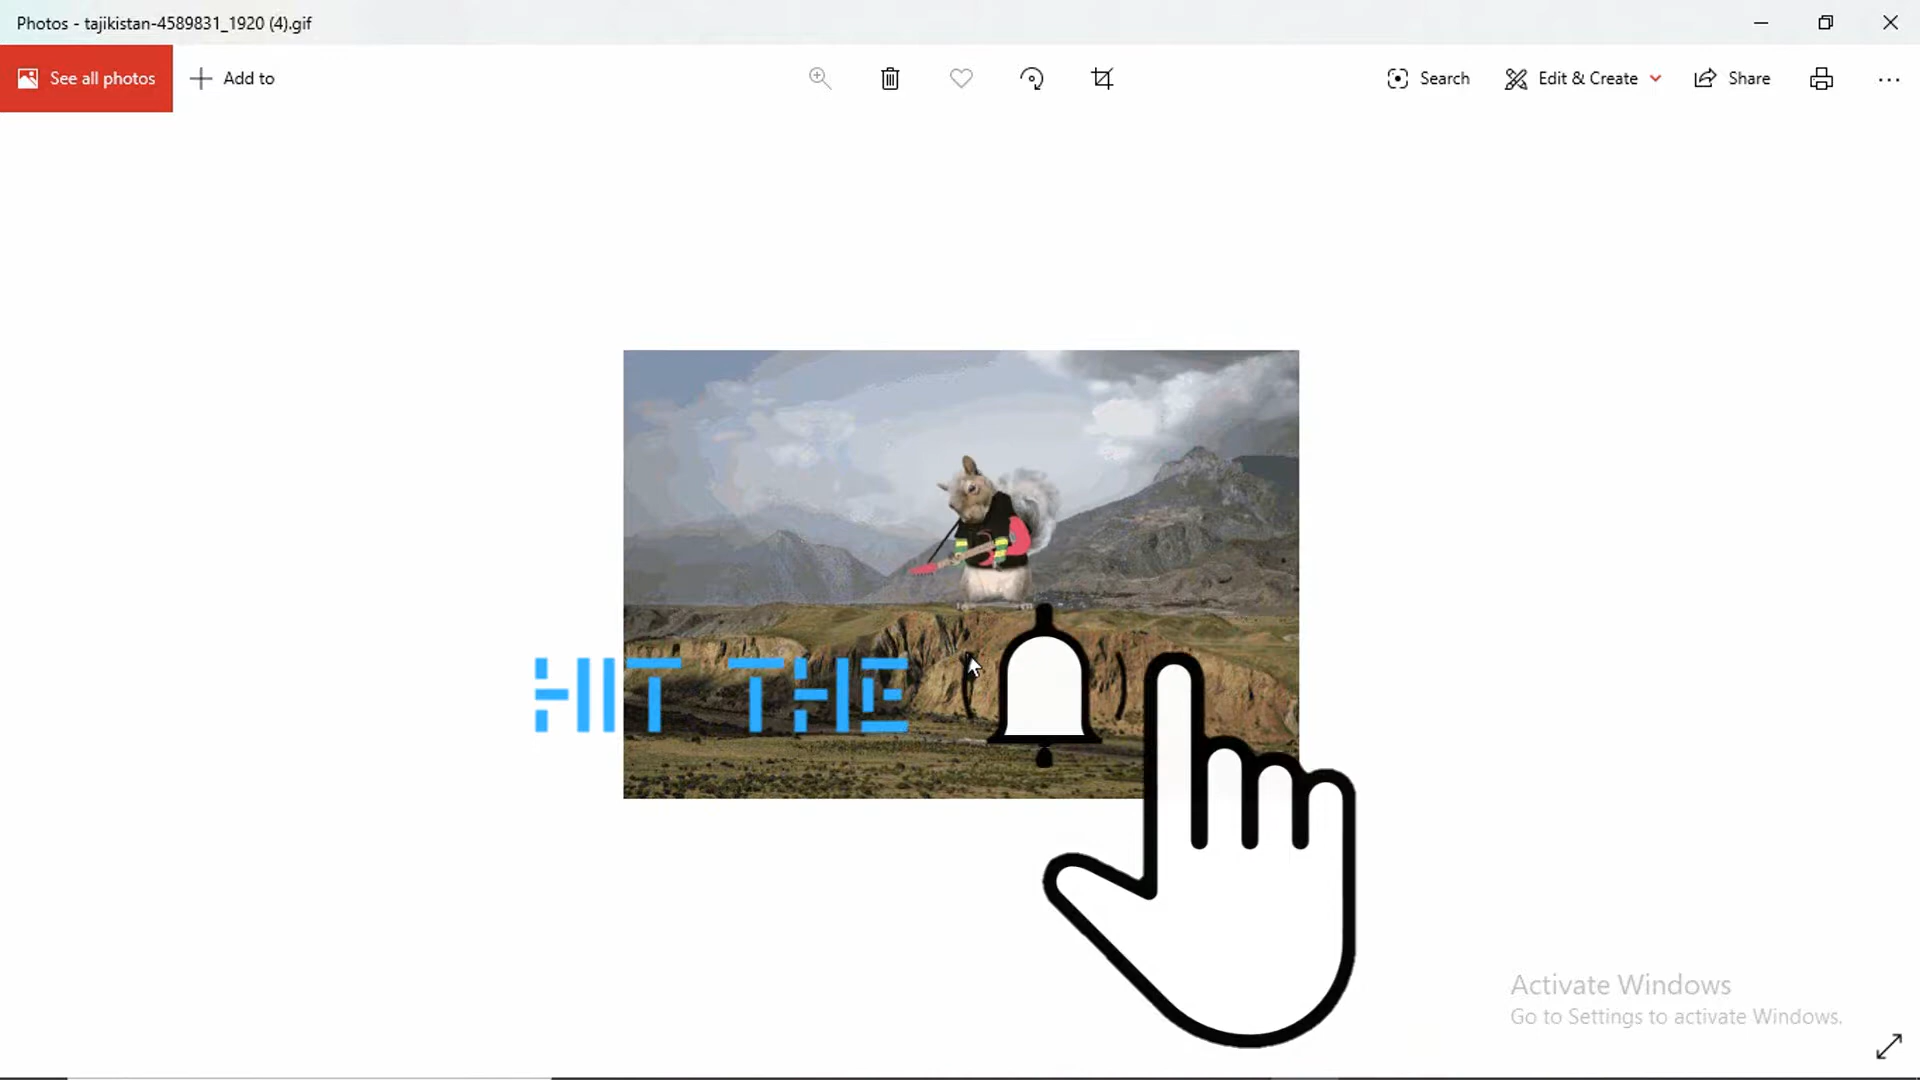 Photos - tajikistan-4589831_1920 (4).gif
See all photos
Add to
Search
Edit & Create
Share
HIT THE
Activate Windows
Go to Settings to activate Windows.